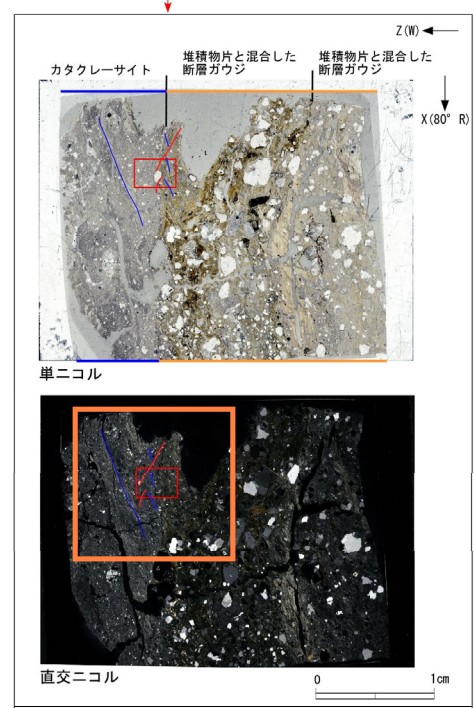 Z(W)
カタクレーサイト
堆積物片と混合した
断層ガウジ
堆積物片と混合した
断層ガウジ
X(80° R)
単ニコル
直交ニコル
0 1cm